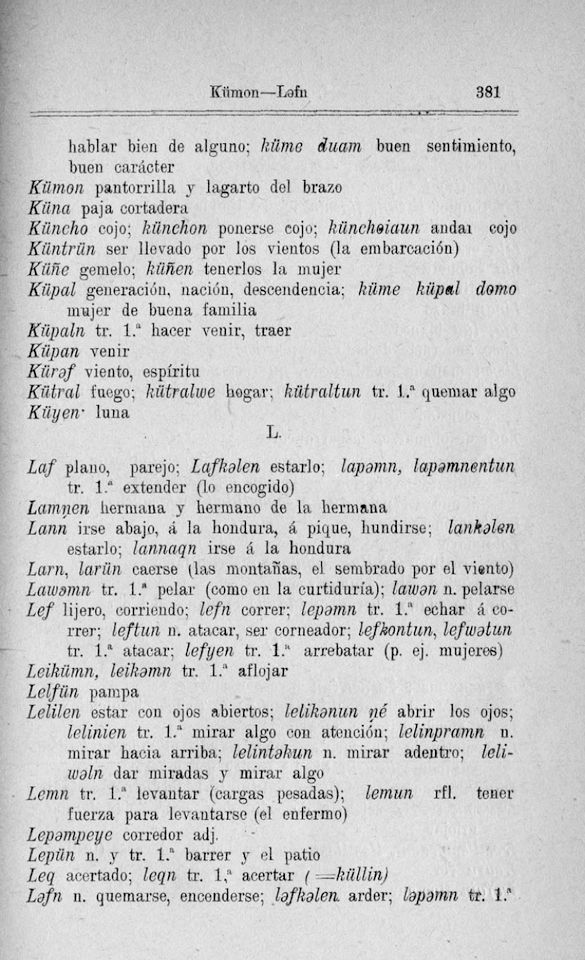 Kümon—Ləfn 381
hablar bien de alguno; küme duam buen sentimiento,
buen carácter
Kümon pantorrilla y lagarto del brazo
Küna paja cortadera
Küncho cojo; künchon ponerse cojo; künchoiaun andar cojo
Küntrün ser llevado por los vientos (la embarcación)
Küñe gemelo; küñen tenerlos la mujer
Küpal generación, nación, descendencia; küme küpal domo
mujer de buena familia
Küpaln tr. 1.ª hacer venir, traer
Küpan venir
Kürəf viento, espíritu
Kütral fuego; kütralwe hogar; kütraltun tr. 1.ª quemar algo
Küyen luna
L.
Laf plano, parejo; Lafkəlen estarlo; lapəmn, lapəmnentun
tr. 1.ª extender (lo encogido)
Lamŋen hermana y hermano de la hermana
Lann irse abajo, á la hondura, á pique, hundirse; lankəlen
estarlo; lannaqn irse á la hondura
Larn, larün caerse (las montañas, el sembrado por el viento)
Lawəmn tr. 1.ª pelar (como en la curtiduría); lawən n. pelarse
Lef lijero, corriendo; lefn correr; lepəmn tr. 1.ª echar á co-
rrer; leftun n. atacar, ser corneador; lefkontun, lefwətun
tr. 1.ª atacar; lefyen tr. 1.ª arrebatar (p. ej. mujeres)
Leikümn, leikəmn tr. 1.ª aflojar
Lelfün pampa
Lelilen estar con ojos abiertos; lelikənun ŋé abrir los ojos;
lelinien tr. 1.ª mirar algo con atención; lelinpramn n.
mirar hacia arriba; lelintəkun n. mirar adentro; leli-
wəln dar miradas y mirar algo
Lemn tr. 1.ª levantar (cargas pesadas); lemun rfl. tener
fuerza para levantarse (el enfermo)
Lepəmpeye corredor adj.
Lepün n. y tr. 1.ª barrer y el patio
Leq acertado; leqn tr. 1,ª acertar (=küllin)
Ləfn n. quemarse, encenderse; ləfkəlen arder; ləpəmn tr. 1.ª